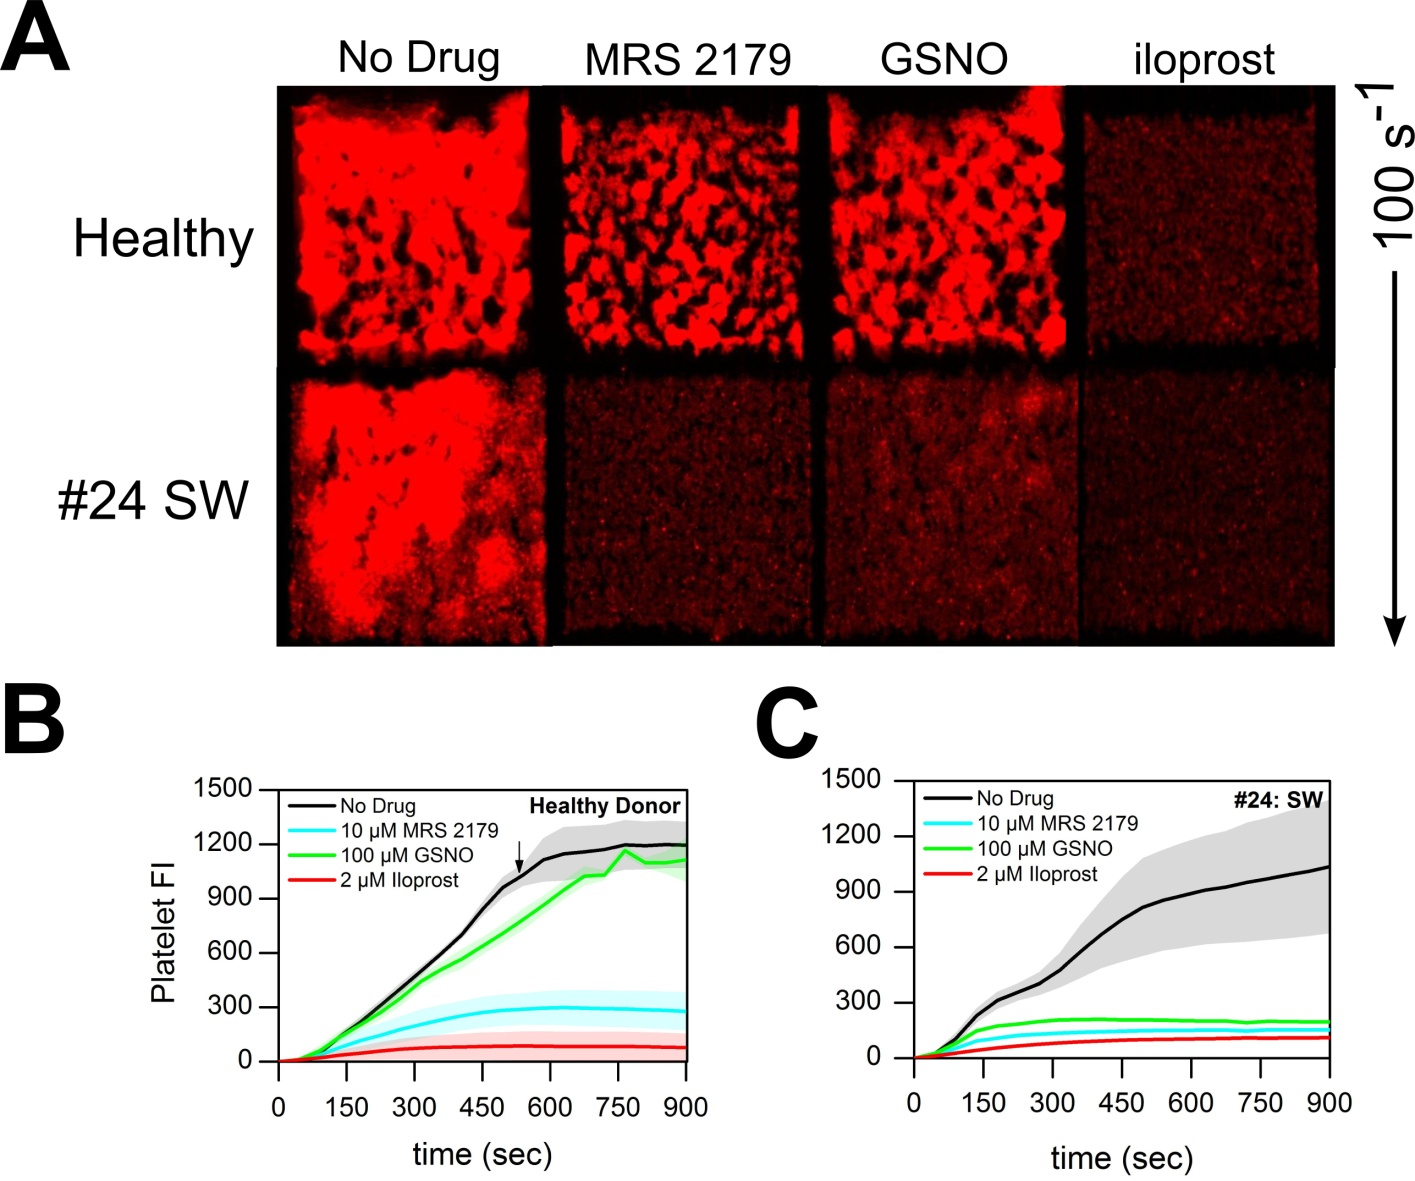 A
No Drug MRS 2179 GSNO iloprost
100 s-1
Healthy
#24 SW
B
C
1500
1200
900
600
300
0
Platelet FI
No Drug
10 µM MRS 2179
100 µM GSNO
2 µM Iloprost
Healthy Donor
0 150 300 450 600 750 900
time (sec)
1500
1200
900
600
300
0
No Drug
10 µM MRS 2179
100 µM GSNO
2 µM Iloprost
#24: SW
0 150 300 450 600 750 900
time (sec)